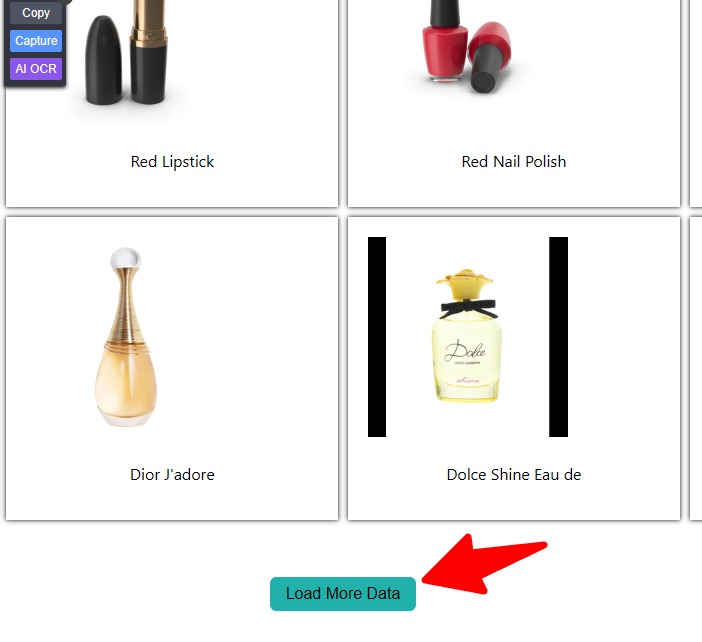 Copy
Capture
AI OCR
Red Lipstick
Red Nail Polish
Dolce
DOLCE & GABBANA
shine
Dior J'adore
Dolce Shine Eau de
Load More Data